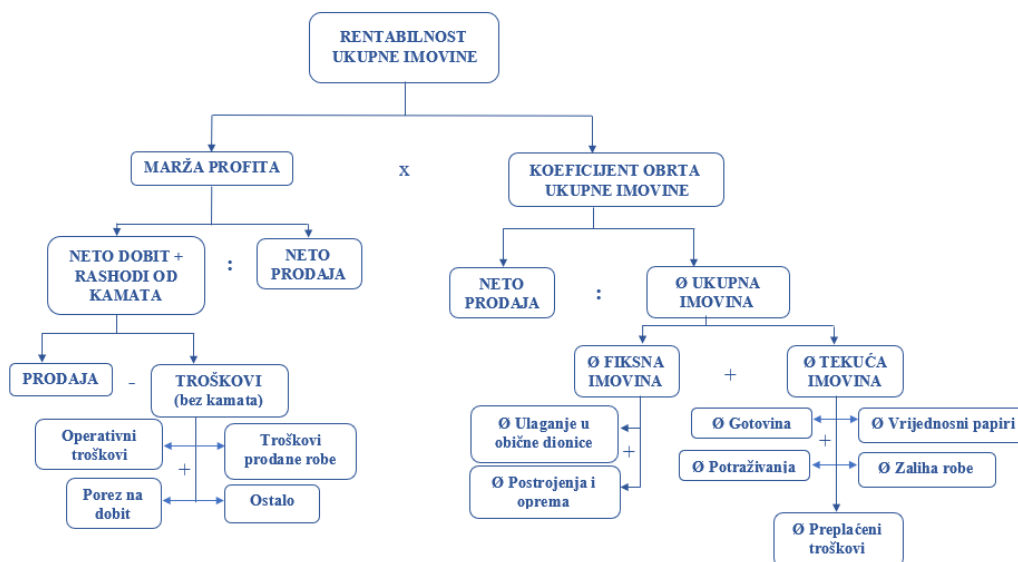 RENTABILNOST
UKUPNE IMOVINE
MARŽA PROFITA
x
KOEFICIJENT OBRTA
UKUPNE IMOVINE
NETO DOBIT +
RASHODI OD
KAMATA
:
NETO
PRODAJA
NETO
PRODAJA
:
Ø UKUPNA
IMOVINA
PRODAJA
-
TROŠKOVI
(bez kamata)
Ø FIKSNA
IMOVINA
+
Ø TEKUĆA
IMOVINA
Operativni
troškovi
Troškovi
prodane robe
+
Porez na
dobit
Ostalo
Ø Ulaganje u
obične dionice
+
Ø Postrojenja i
oprema
Ø Gotovina
Ø Vrijednosni papiri
+
Ø Potraživanja
Ø Zaliha robe
Ø Preplaćeni
troškovi